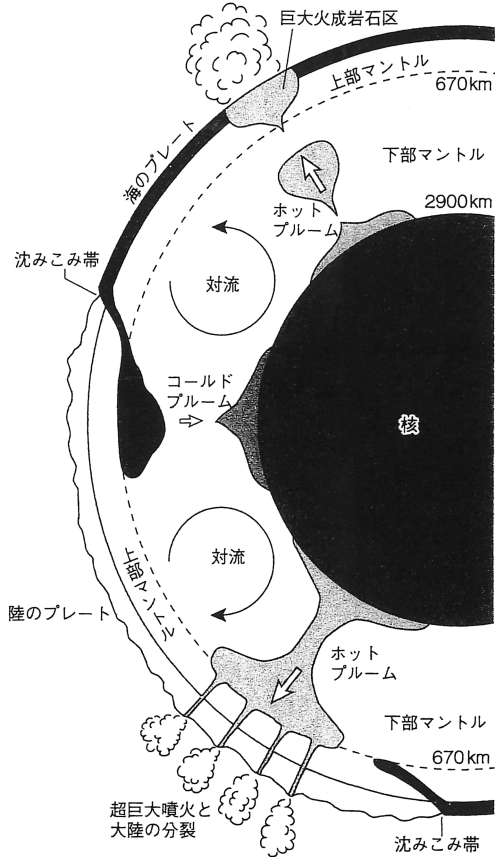 巨大火成岩石区
上部マントル
670km
海のプレート
下部マントル
2900km
ホット
プルーム
沈みこみ帯
対流
コールド
プルーム
核
対流
上部マントル
陸のプレート
ホット
プルーム
下部マントル
670km
超巨大噴火と
大陸の分裂
沈みこみ帯